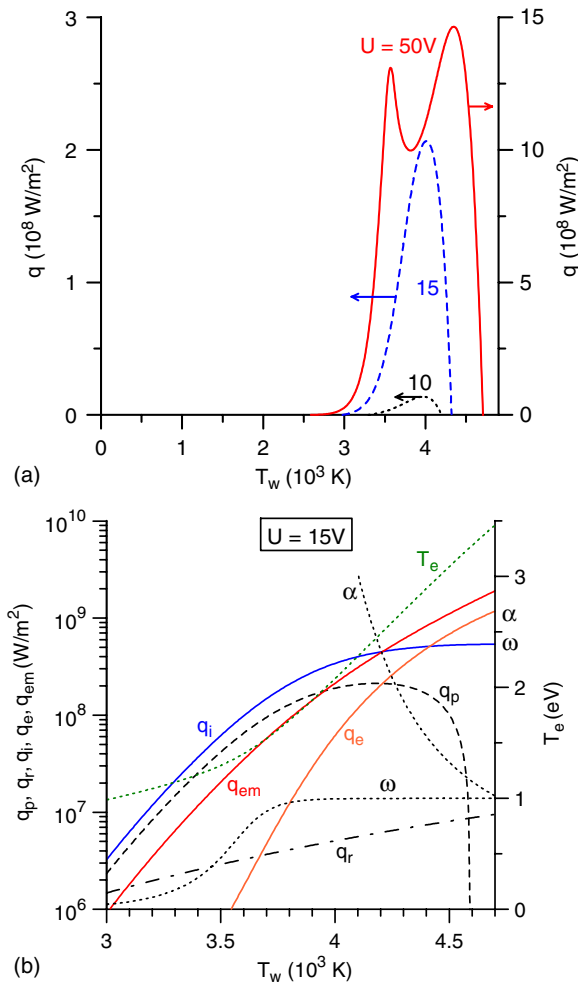 3
15
U = 50V
q (10⁸ W/m²)
2
10
q (10⁸ W/m²)
15
1
5
10
0
0
0 1 2 3 4
(a)
T_w (10³ K)
10¹⁰
U = 15V
T_e
3
α
10⁹
α
ω
q_p, q_r, q_i, q_e, q_em (W/m²)
q_p
2
T_e (eV)
10⁸
q_i
q_e
q_em
ω
1
10⁷
q_r
10⁶
0
3 3.5 4 4.5
(b)
T_w (10³ K)